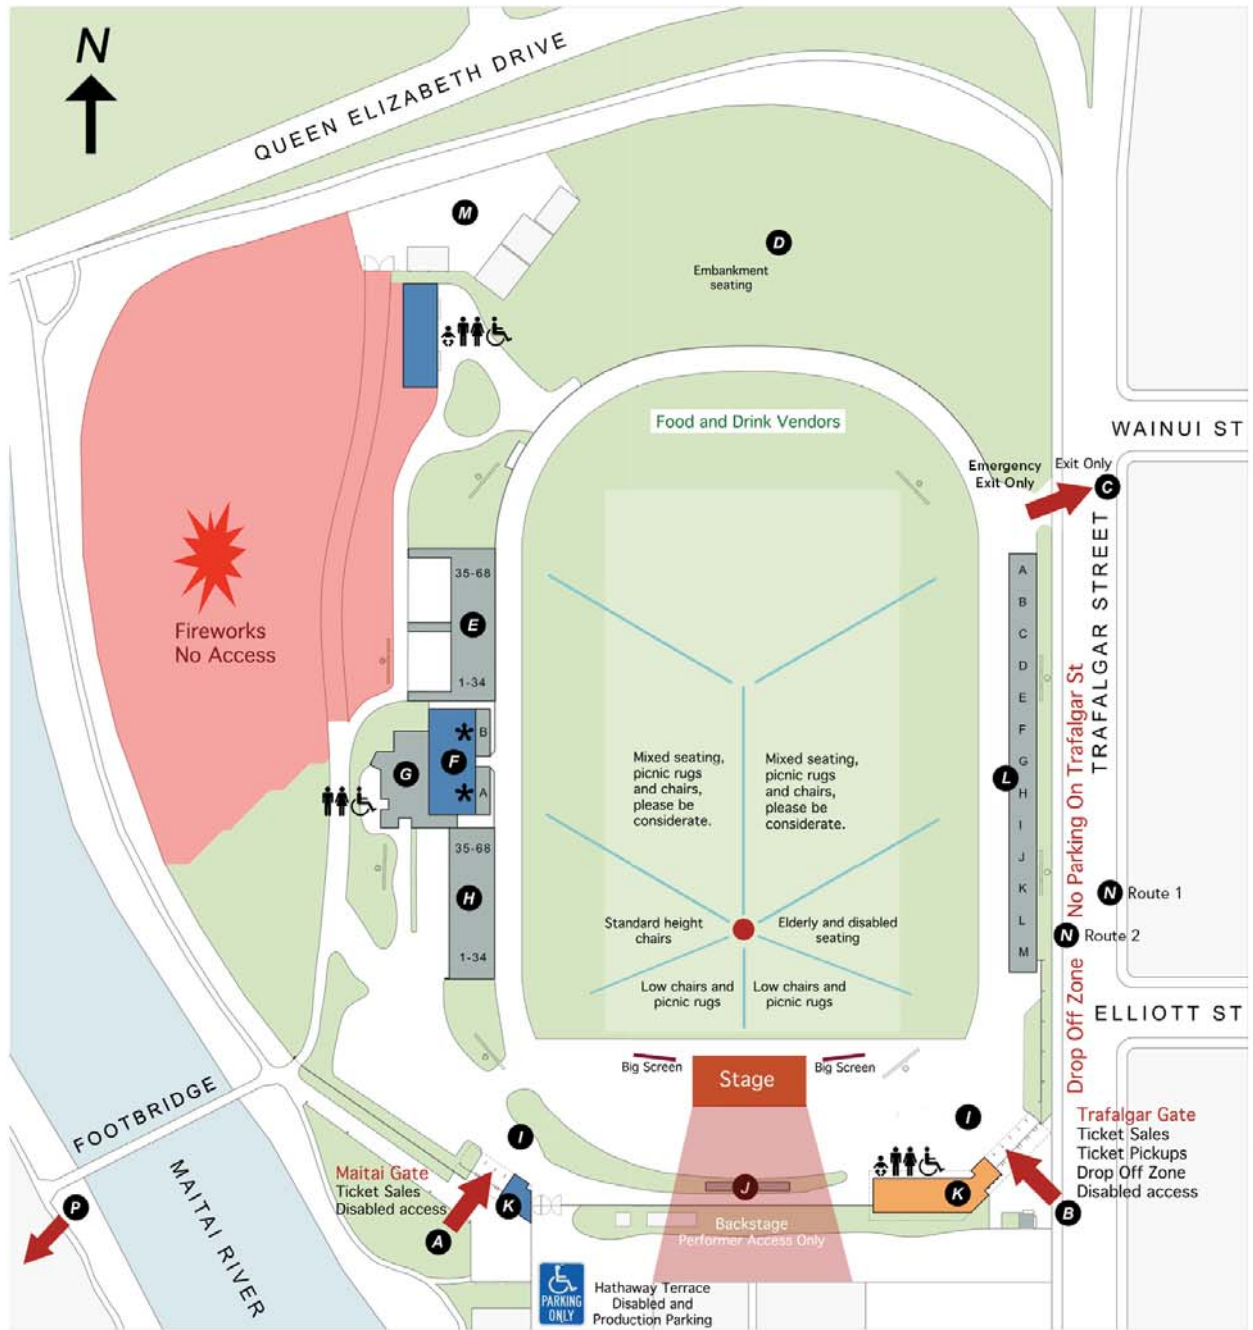 N
QUEEN ELIZABETH DRIVE
M
D
Embankment
seating
Food and Drink Vendors
WAINUI ST
Emergency
Exit Only
Exit Only
C
TRAFALGAR STREET
Fireworks
No Access
35-68
E
1-34
B
F
G
A
35-68
H
1-34
A
B
C
D
E
F
G
H
I
J
K
L
M
L
No Parking On Trafalgar St
Mixed seating,
picnic rugs
and chairs,
please be
considerate.
Mixed seating,
picnic rugs
and chairs,
please be
considerate.
N Route 1
N Route 2
Standard height
chairs
Elderly and disabled
seating
Low chairs and
picnic rugs
Low chairs and
picnic rugs
Drop Off Zone
ELLIOTT ST
Big Screen
Stage
Big Screen
FOOTBRIDGE
MAITAI RIVER
I
I
Trafalgar Gate
Ticket Sales
Ticket Pickups
Drop Off Zone
Disabled access
Maitai Gate
Ticket Sales
Disabled access
J
K
K
P
A
B
Backstage
Performer Access Only
PARKING
ONLY
Hathaway Terrace
Disabled and
Production Parking